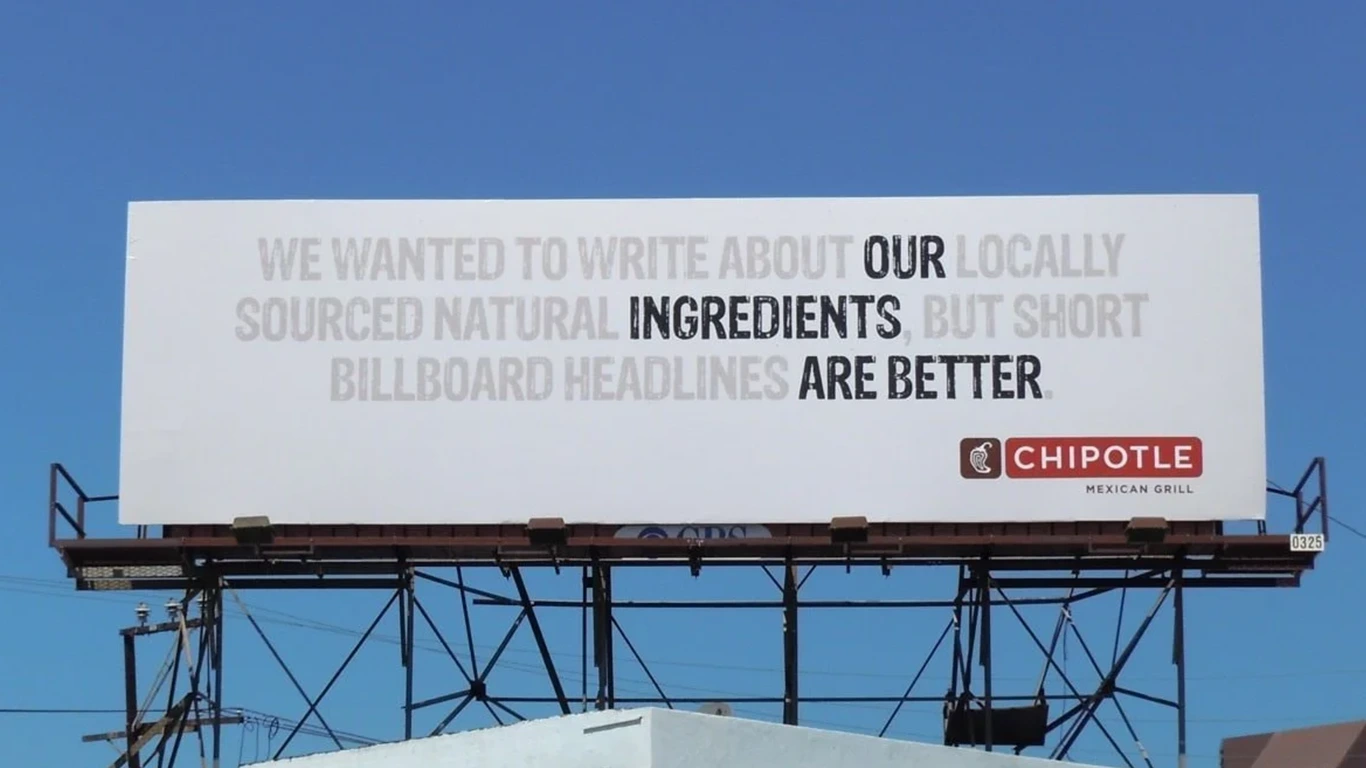 WE WANTED TO WRITE ABOUT OUR LOCALLY
SOURCED NATURAL INGREDIENTS, BUT SHORT
BILLBOARD HEADLINES ARE BETTER.
CHIPOTLE
MEXICAN GRILL
CBS
0325